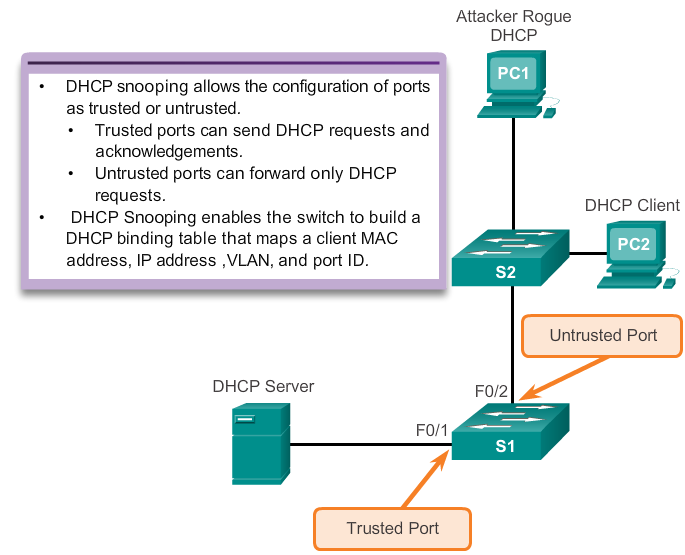 Attacker Rogue
DHCP
PC1
• DHCP snooping allows the configuration of ports
as trusted or untrusted.
• Trusted ports can send DHCP requests and
acknowledgements.
• Untrusted ports can forward only DHCP
requests.
• DHCP Snooping enables the switch to build a
DHCP binding table that maps a client MAC
address, IP address ,VLAN, and port ID.
DHCP Client
PC2
S2
Untrusted Port
DHCP Server
F0/2
F0/1
S1
Trusted Port